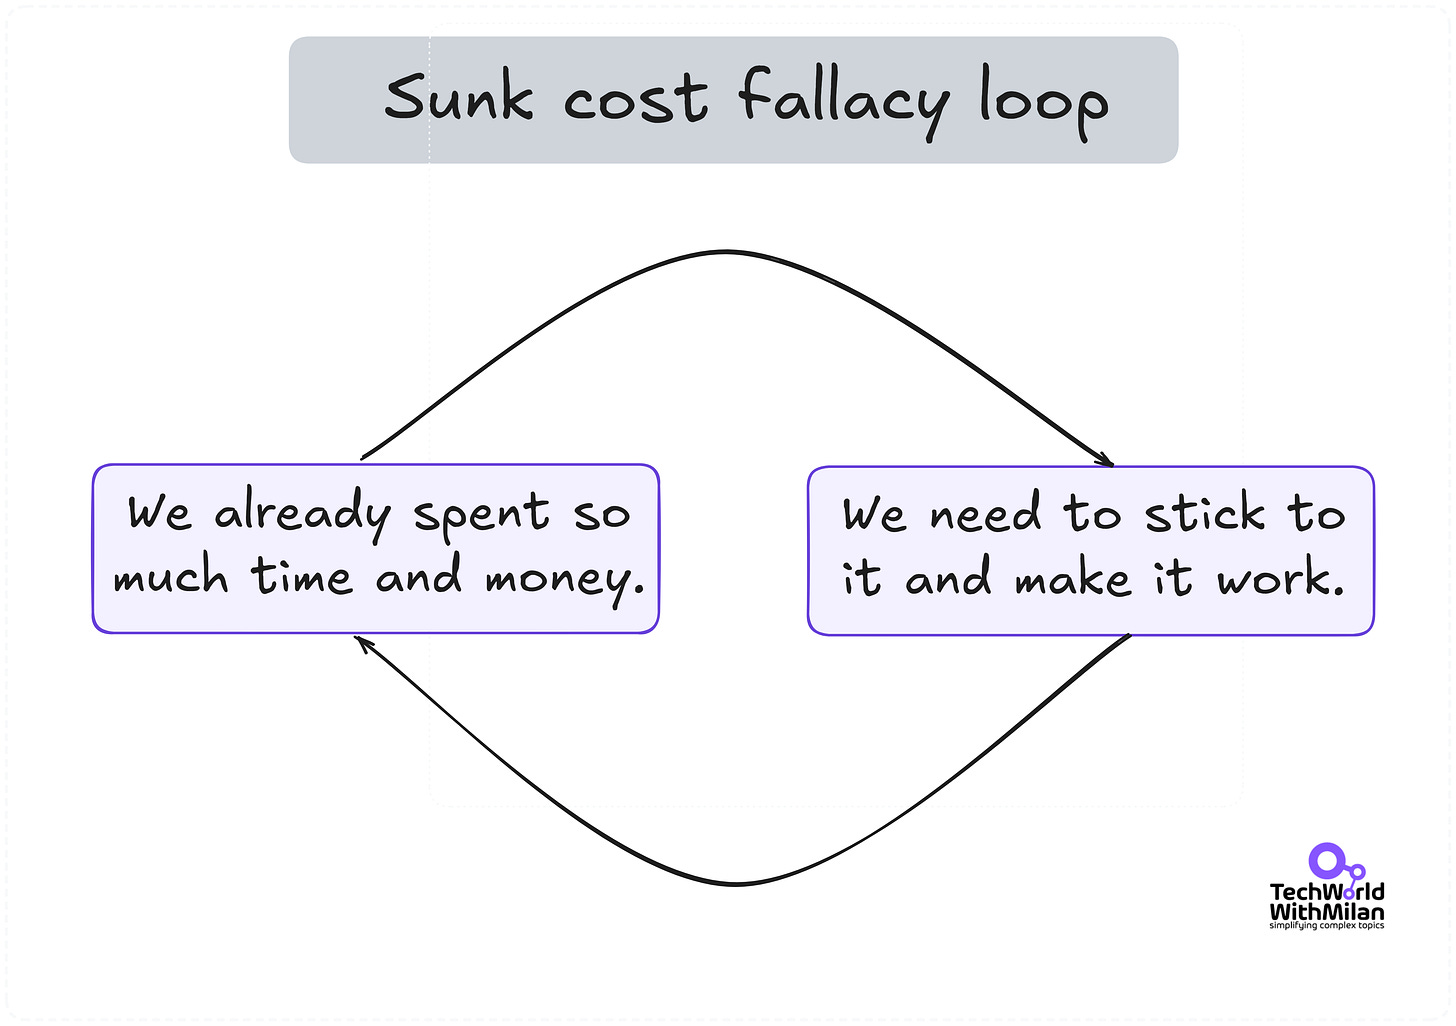 Sunk cost fallacy loop
We already spent so
much time and money.
We need to stick to
it and make it work.
TechWorld
WithMilan
simplifying complex topics